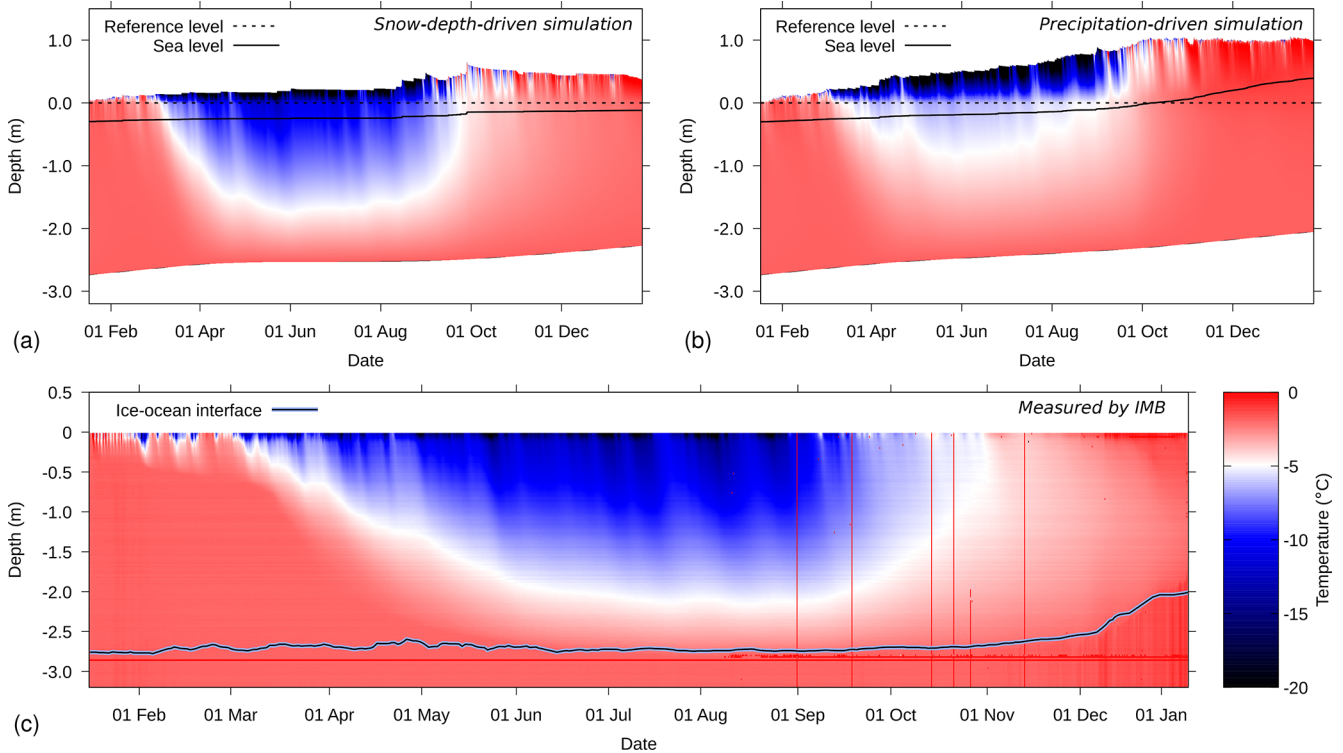 Reference level
Sea level
Snow-depth-driven simulation
1.0
0.0
-1.0
-2.0
-3.0
Depth (m)
01 Feb 01 Apr 01 Jun 01 Aug 01 Oct 01 Dec
Date
(a)
Reference level
Sea level
Precipitation-driven simulation
1.0
0.0
-1.0
-2.0
-3.0
Depth (m)
01 Feb 01 Apr 01 Jun 01 Aug 01 Oct 01 Dec
Date
(b)
Ice-ocean interface
Measured by IMB
0.5
0
-0.5
-1.0
-1.5
-2.0
-2.5
-3.0
Depth (m)
01 Feb 01 Mar 01 Apr 01 May 01 Jun 01 Jul 01 Aug 01 Sep 01 Oct 01 Nov 01 Dec 01 Jan
Date
(c)
0
-5
-10
-15
-20
Temperature (°C)